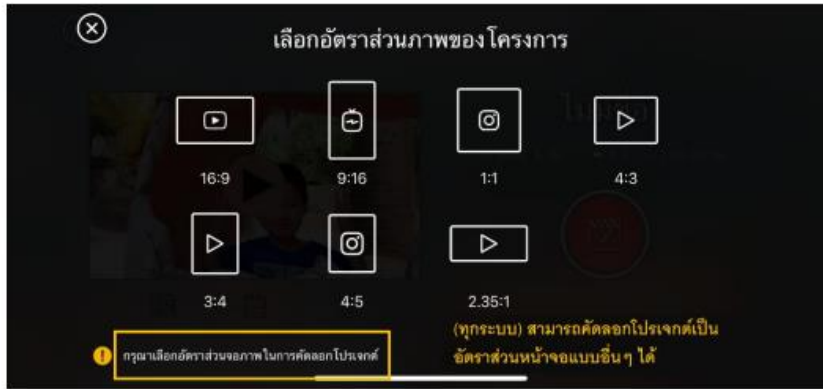 เลือกอัตราส่วนภาพของโครงการ
16:9
9:16
1:1
4:3
3:4
4:5
2.35:1
(ทุกระบบ) สามารถคัดลอกโปรเจกต์เป็น
อัตราส่วนหน้าจอแบบอื่น ๆ ได้
กรุณาเลือกอัตราส่วนจอภาพในการคัดลอกโปรเจกต์